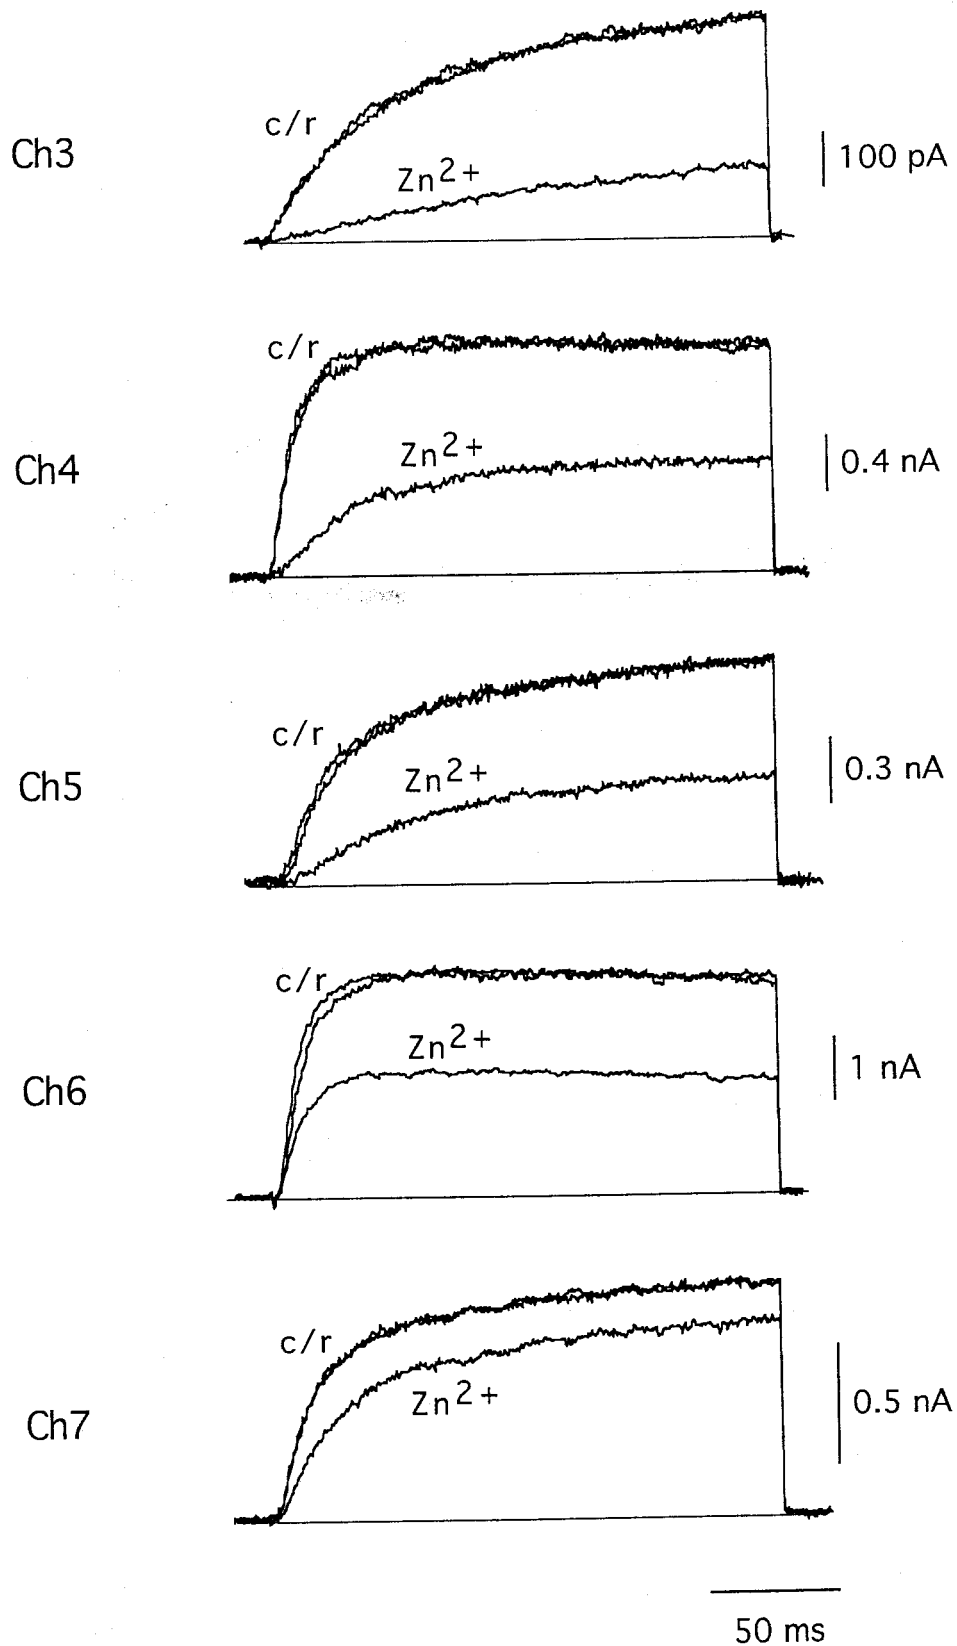 c/r
Ch3
Zn2+
100 pA
c/r
Ch4
Zn2+
0.4 nA
c/r
Ch5
Zn2+
0.3 nA
c/r
Ch6
Zn2+
1 nA
c/r
Ch7
Zn2+
0.5 nA
50 ms